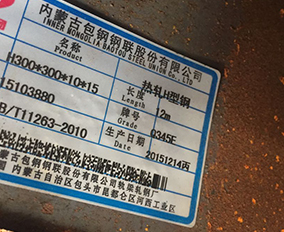 内蒙古包钢钢联股份有限公司
INNER MONGOLIA BAOTOU STEEL UNION Co., LTD
名称 Product 热轧H型钢
H300*300*10*15 长度 Length 12m
15103880 牌号 Grade Q345E
B/T11263-2010 生产日期 Date 20151214丙
内蒙古包钢钢联股份有限公司轨梁轧钢厂
内蒙古自治区包头市昆都仑区河西工业区